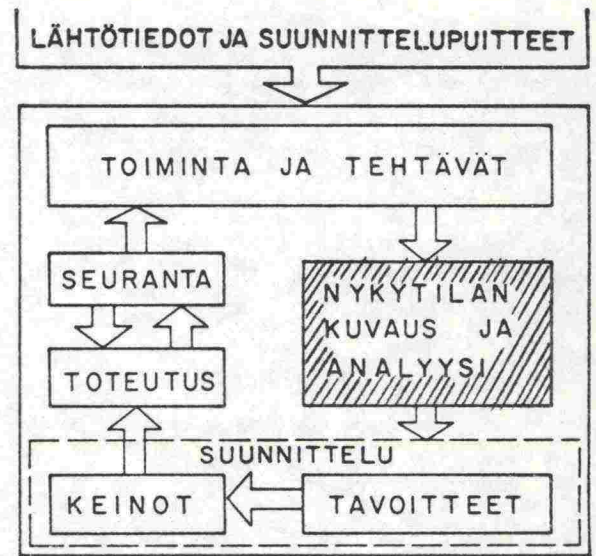 LÄHTÖTIEDOT JA SUUNNITTELUPUITTEET
TOIMINTA JA TEHTÄVÄT
SEURANTA
NYKYTILAN
KUVAUS JA
ANALYYSI
TOTEUTUS
SUUNNITTELU
KEINOT
TAVOITTEET